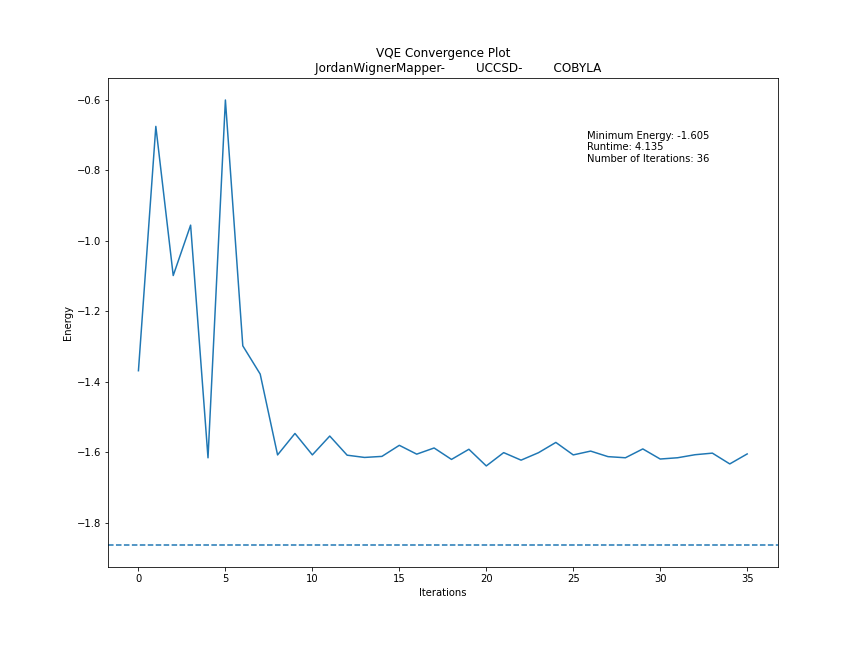 VQE Convergence Plot
JordanWignerMapper- UCCSD- COBYLA
Minimum Energy: -1.605
Runtime: 4.135
Number of Iterations: 36
Energy
−0.6
−0.8
−1.0
−1.2
−1.4
−1.6
−1.8
0 5 10 15 20 25 30 35
Iterations